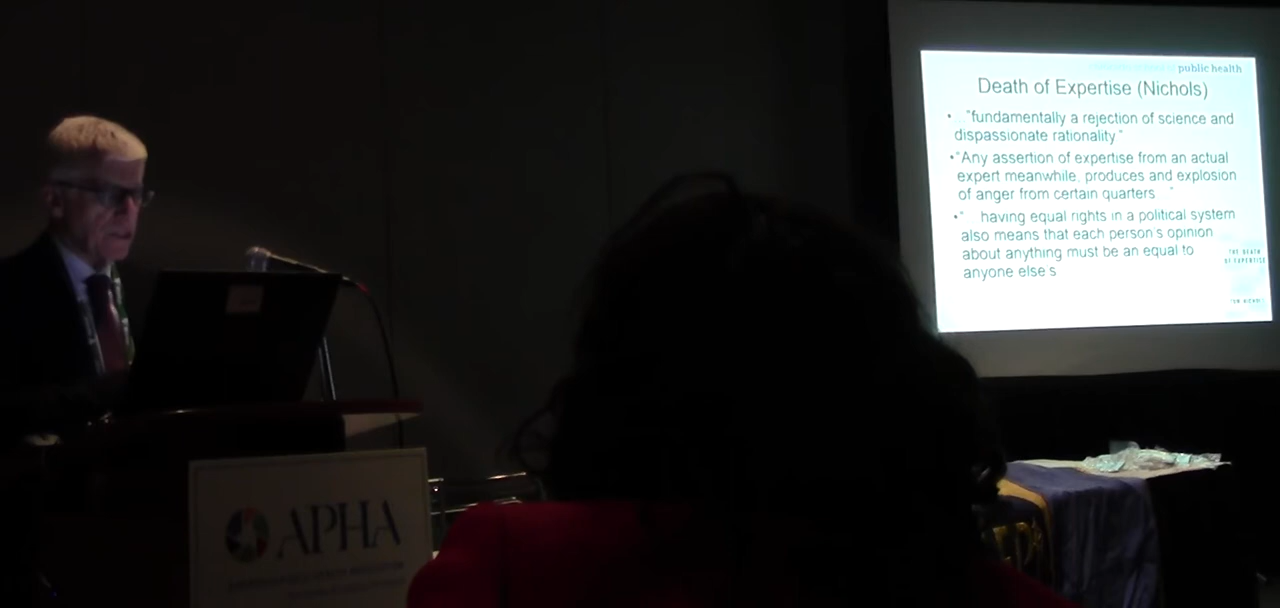 public health
Death of Expertise (Nichols)
• "fundamentally a rejection of science and
dispassionate rationality"
•"Any assertion of expertise from an actual
expert meanwhile, produces and explosion
of anger from certain quarters "
•" having equal rights in a political system
also means that each person's opinion
about anything must be an equal to
anyone else s
THE DEATH
OF EXPERTISE
APHA